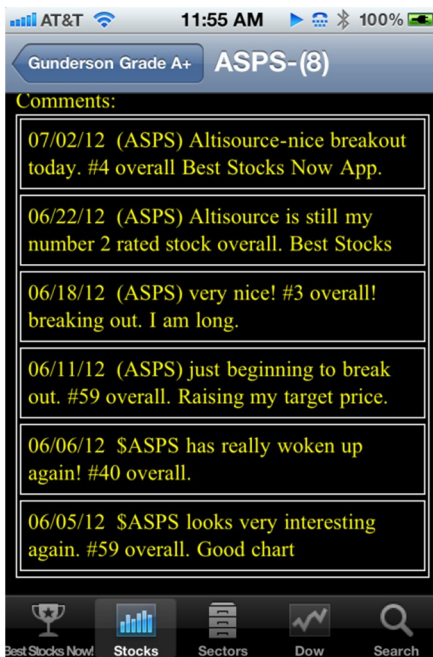 AT&T 11:55 AM 100%
Gunderson Grade A+ ASPS-(8)
Comments:
07/02/12 (ASPS) Altisource-nice breakout
today. #4 overall Best Stocks Now App.
06/22/12 (ASPS) Altisource is still my
number 2 rated stock overall. Best Stocks
06/18/12 (ASPS) very nice! #3 overall!
breaking out. I am long.
06/11/12 (ASPS) just beginning to break
out. #59 overall. Raising my target price.
06/06/12 $ASPS has really woken up
again! #40 overall.
06/05/12 $ASPS looks very interesting
again. #59 overall. Good chart
Best Stocks Now! Stocks Sectors Dow Search